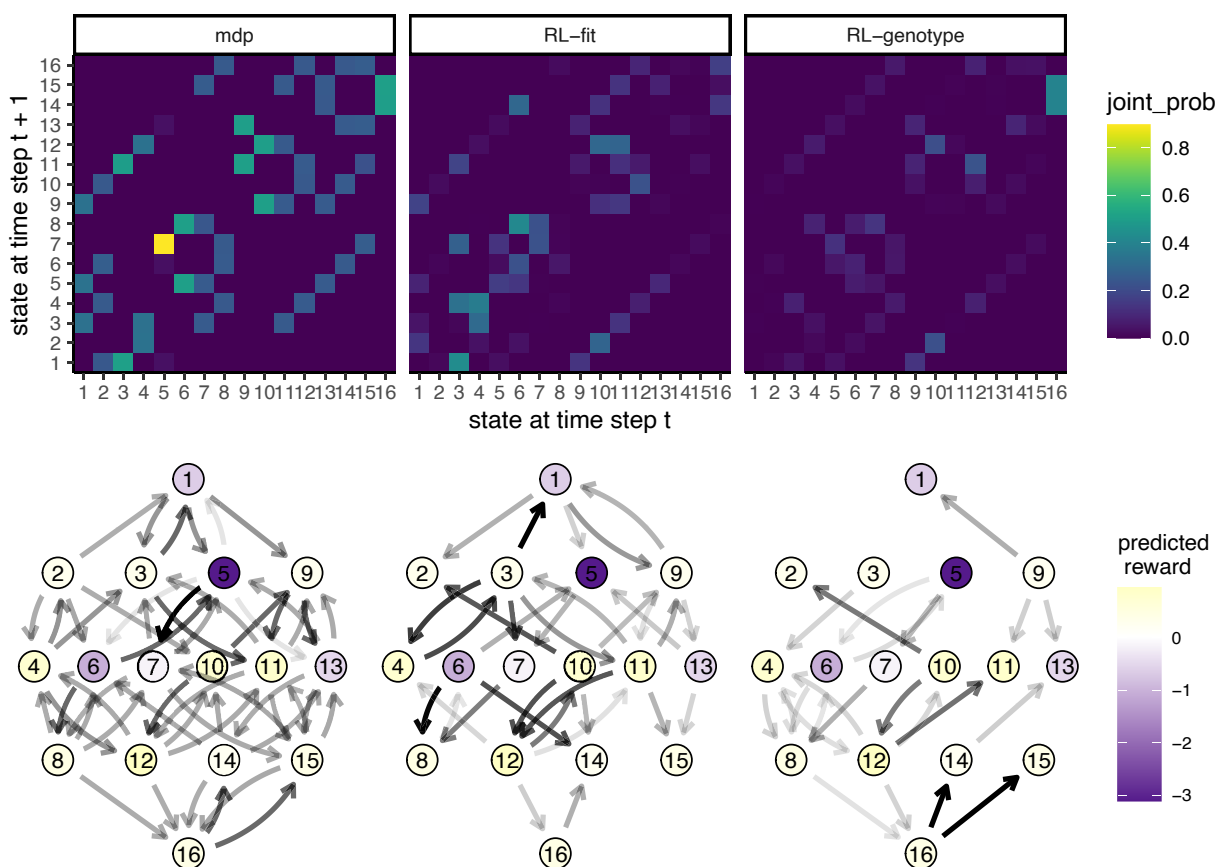 mdp RL−fit RL−genotype
state at time step t + 1
16
15
14
13
12
11
10
9
8
7
6
5
4
3
2
1
1 2 3 4 5 6 7 8 9 10 11 12 13 14 15 16 1 2 3 4 5 6 7 8 9 10 11 12 13 14 15 16 1 2 3 4 5 6 7 8 9 10 11 12 13 14 15 16
state at time step t
joint_prob
0.8
0.6
0.4
0.2
0.0
1 1 1
2 3 5 9 2 3 5 9 2 3 5 9
4 6 7 10 11 13 4 6 7 10 11 13 4 6 7 10 11 13
8 12 14 15 8 12 14 15 8 12 14 15
16 16 16
predicted
reward
0
−1
−2
−3